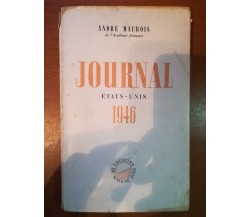 ANDRÉ MAUROIS
de l'Académie française
JOURNAL
ÉTATS-UNIS
1946